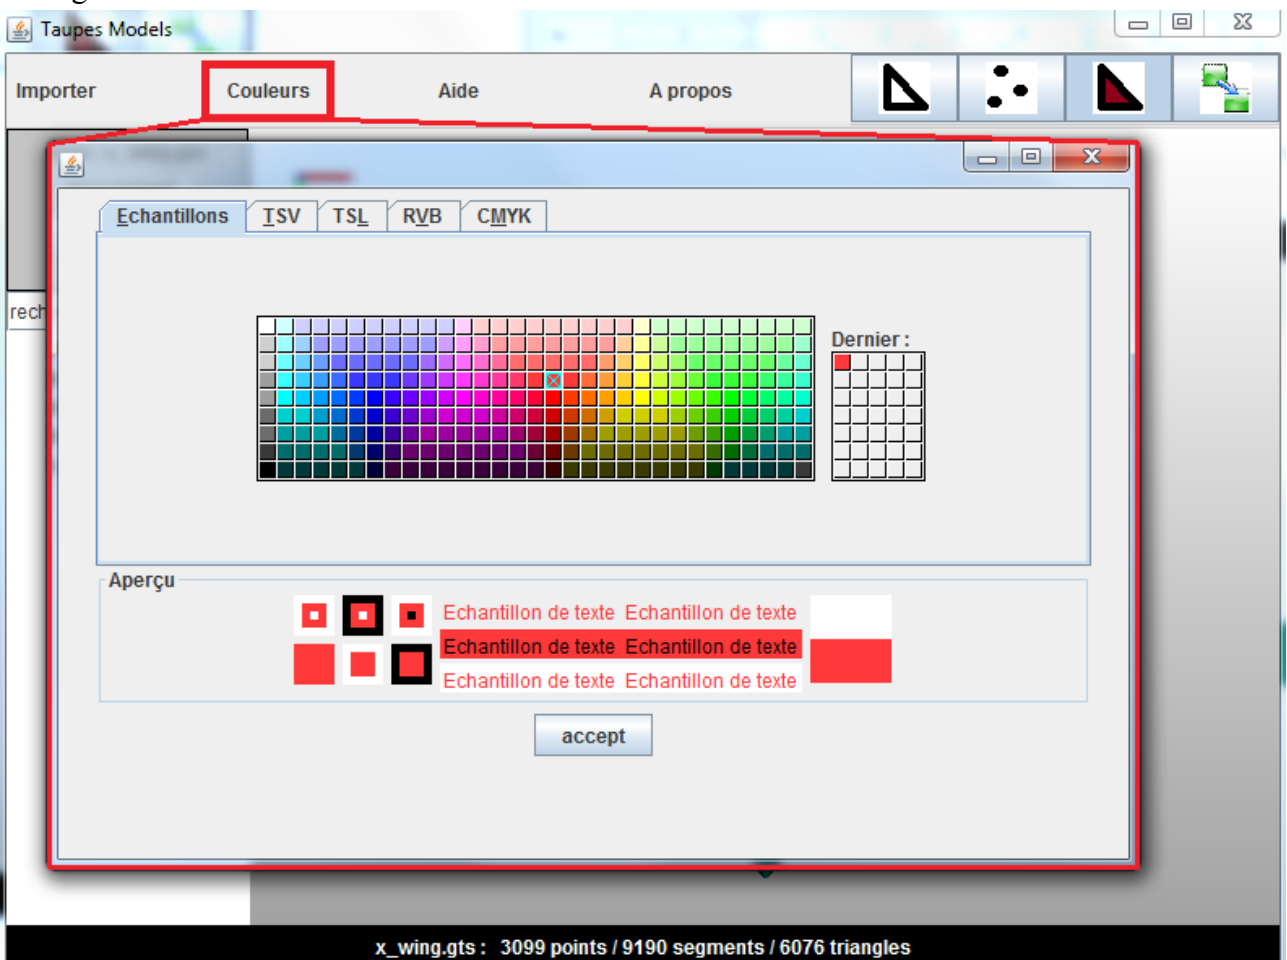 Taupes Models
Importer Couleurs Aide A propos
Echantillons TSV TSL RVB CMYK
rech
Dernier :
Aperçu
Echantillon de texte Echantillon de texte
Echantillon de texte Echantillon de texte
Echantillon de texte Echantillon de texte
accept
x_wing.gts : 3099 points / 9190 segments / 6076 triangles